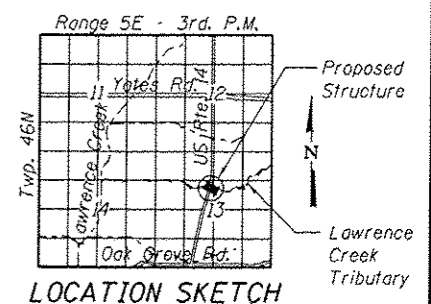 Range 5E - 3rd. P.M.
Twp. 46N
11
Yates Rd.
12
US Rte. 14
Lawrence Creek
14
13
Oak Grove Rd.
Proposed
Structure
N
Lawrence
Creek
Tributary
LOCATION SKETCH